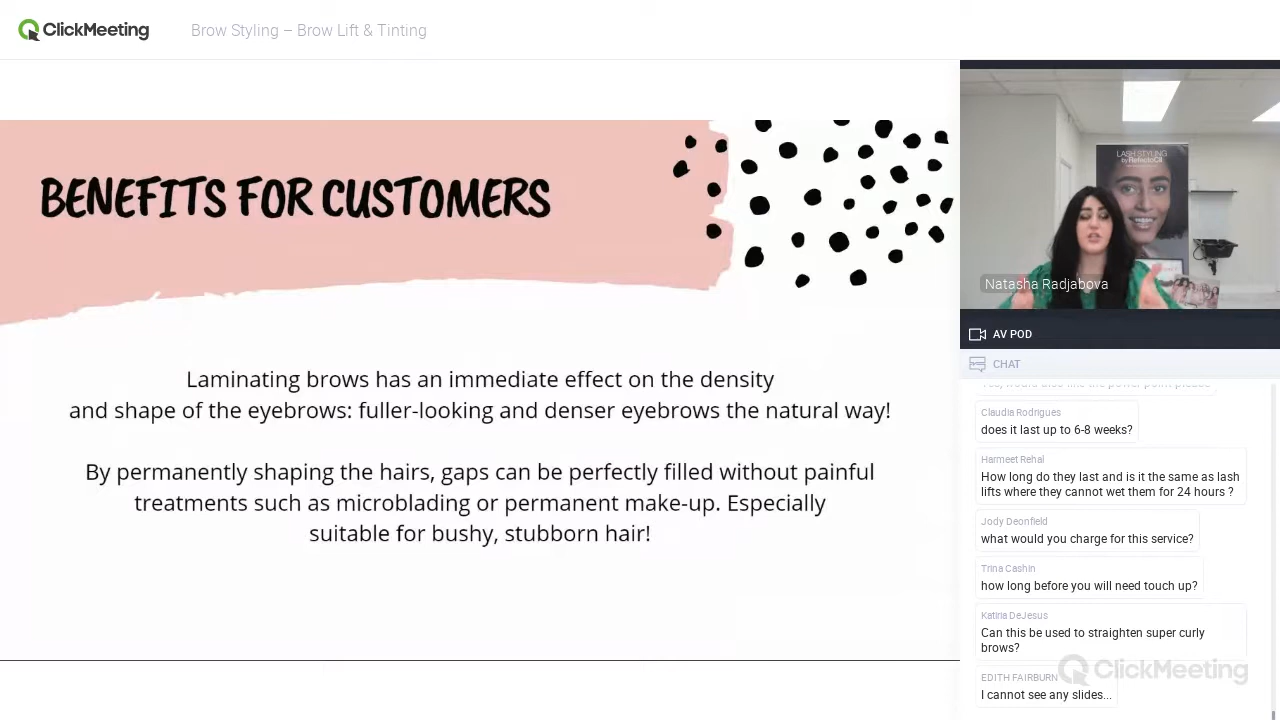 ClickMeeting
Brow Styling – Brow Lift & Tinting
BENEFITS FOR CUSTOMERS
Laminating brows has an immediate effect on the density
and shape of the eyebrows: fuller-looking and denser eyebrows the natural way!
By permanently shaping the hairs, gaps can be perfectly filled without painful
treatments such as microblading or permanent make-up. Especially
suitable for bushy, stubborn hair!
LASH STYLING
by RefectoCil
Natasha Radjabova
AV POD
CHAT
Claudia Rodrigues
does it last up to 6-8 weeks?
Harmeet Rehal
How long do they last and is it the same as lash
lifts where they cannot wet them for 24 hours ?
Jody Deonfield
what would you charge for this service?
Trina Cashin
how long before you will need touch up?
Katiria DeJesus
Can this be used to straighten super curly
brows?
EDITH FAIRBURN
I cannot see any slides...
ClickMeeting